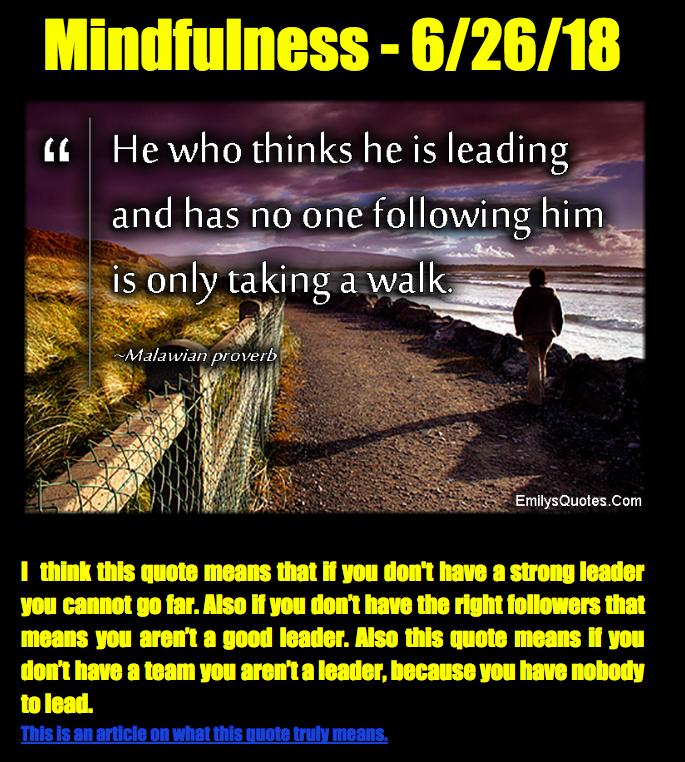 Mindfulness - 6/26/18
“ He who thinks he is leading
and has no one following him
is only taking a walk.
~Malawian proverb
EmilysQuotes.Com
I think this quote means that if you don't have a strong leader
you cannot go far. Also if you don’t have the right followers that
means you aren’t a good leader. Also this quote means if you
don’t have a team you aren’t a leader, because you have nobody
to lead.
This is an article on what this quote truly means.